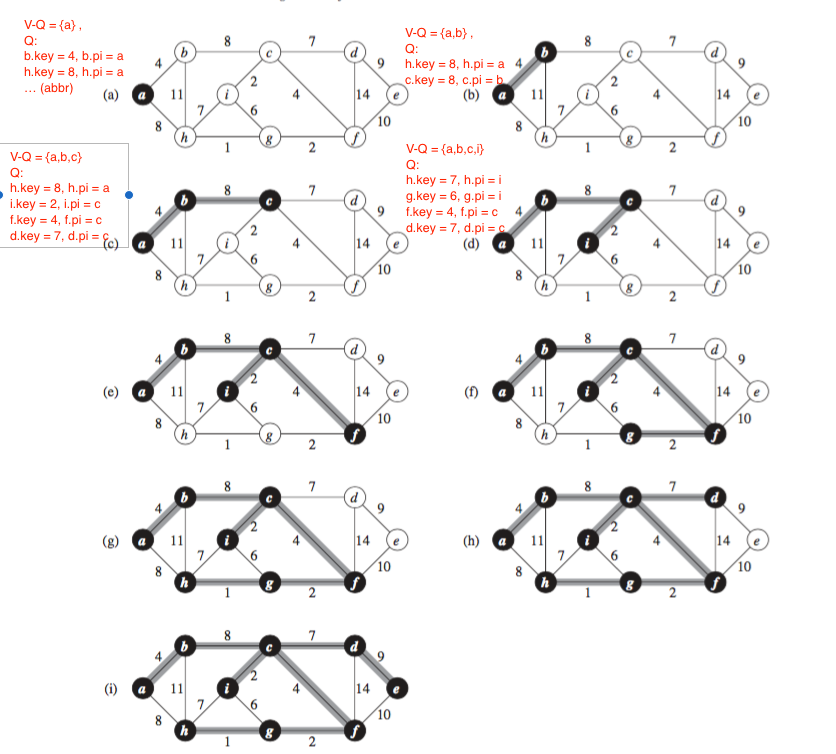 V-Q = {a} ,
Q:
b.key = 4, b.pi = a
h.key = 8, h.pi = a
... (abbr)
(a)
8 7
b c d
4 2 9
a 11 i 4 14 e
7 6 10
8 h g f
1 2
V-Q = {a,b} ,
Q:
h.key = 8, h.pi = a
c.key = 8, c.pi = b
(b)
8 7
b c d
4 2 9
a 11 i 4 14 e
7 6 10
8 h g f
1 2
V-Q = {a,b,c}
Q:
h.key = 8, h.pi = a
i.key = 2, i.pi = c
f.key = 4, f.pi = c
d.key = 7, d.pi = c
(c)
8 7
b c d
4 2 9
a 11 i 4 14 e
7 6 10
8 h g f
1 2
V-Q = {a,b,c,i}
Q:
h.key = 7, h.pi = i
g.key = 6, g.pi = i
f.key = 4, f.pi = c
d.key = 7, d.pi = c
(d)
8 7
b c d
4 2 9
a 11 i 4 14 e
7 6 10
8 h g f
1 2
(e)
8 7
b c d
4 2 9
a 11 i 4 14 e
7 6 10
8 h g f
1 2
(f)
8 7
b c d
4 2 9
a 11 i 4 14 e
7 6 10
8 h g f
1 2
(g)
8 7
b c d
4 2 9
a 11 i 4 14 e
7 6 10
8 h g f
1 2
(h)
8 7
b c d
4 2 9
a 11 i 4 14 e
7 6 10
8 h g f
1 2
(i)
8 7
b c d
4 2 9
a 11 i 4 14 e
7 6 10
8 h g f
1 2